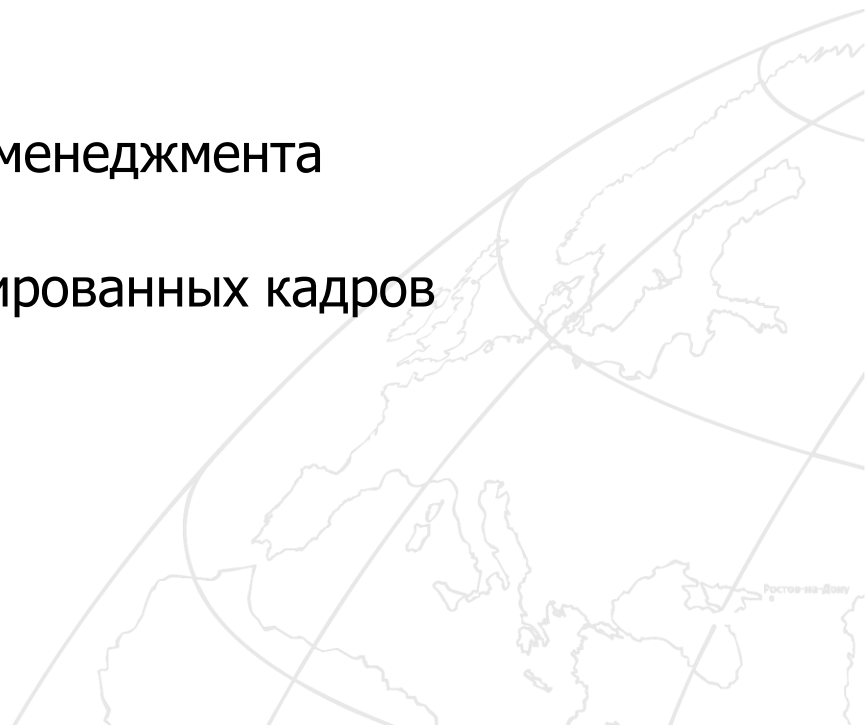 менеджмента
ированных кадров
Ростов-на-Дону